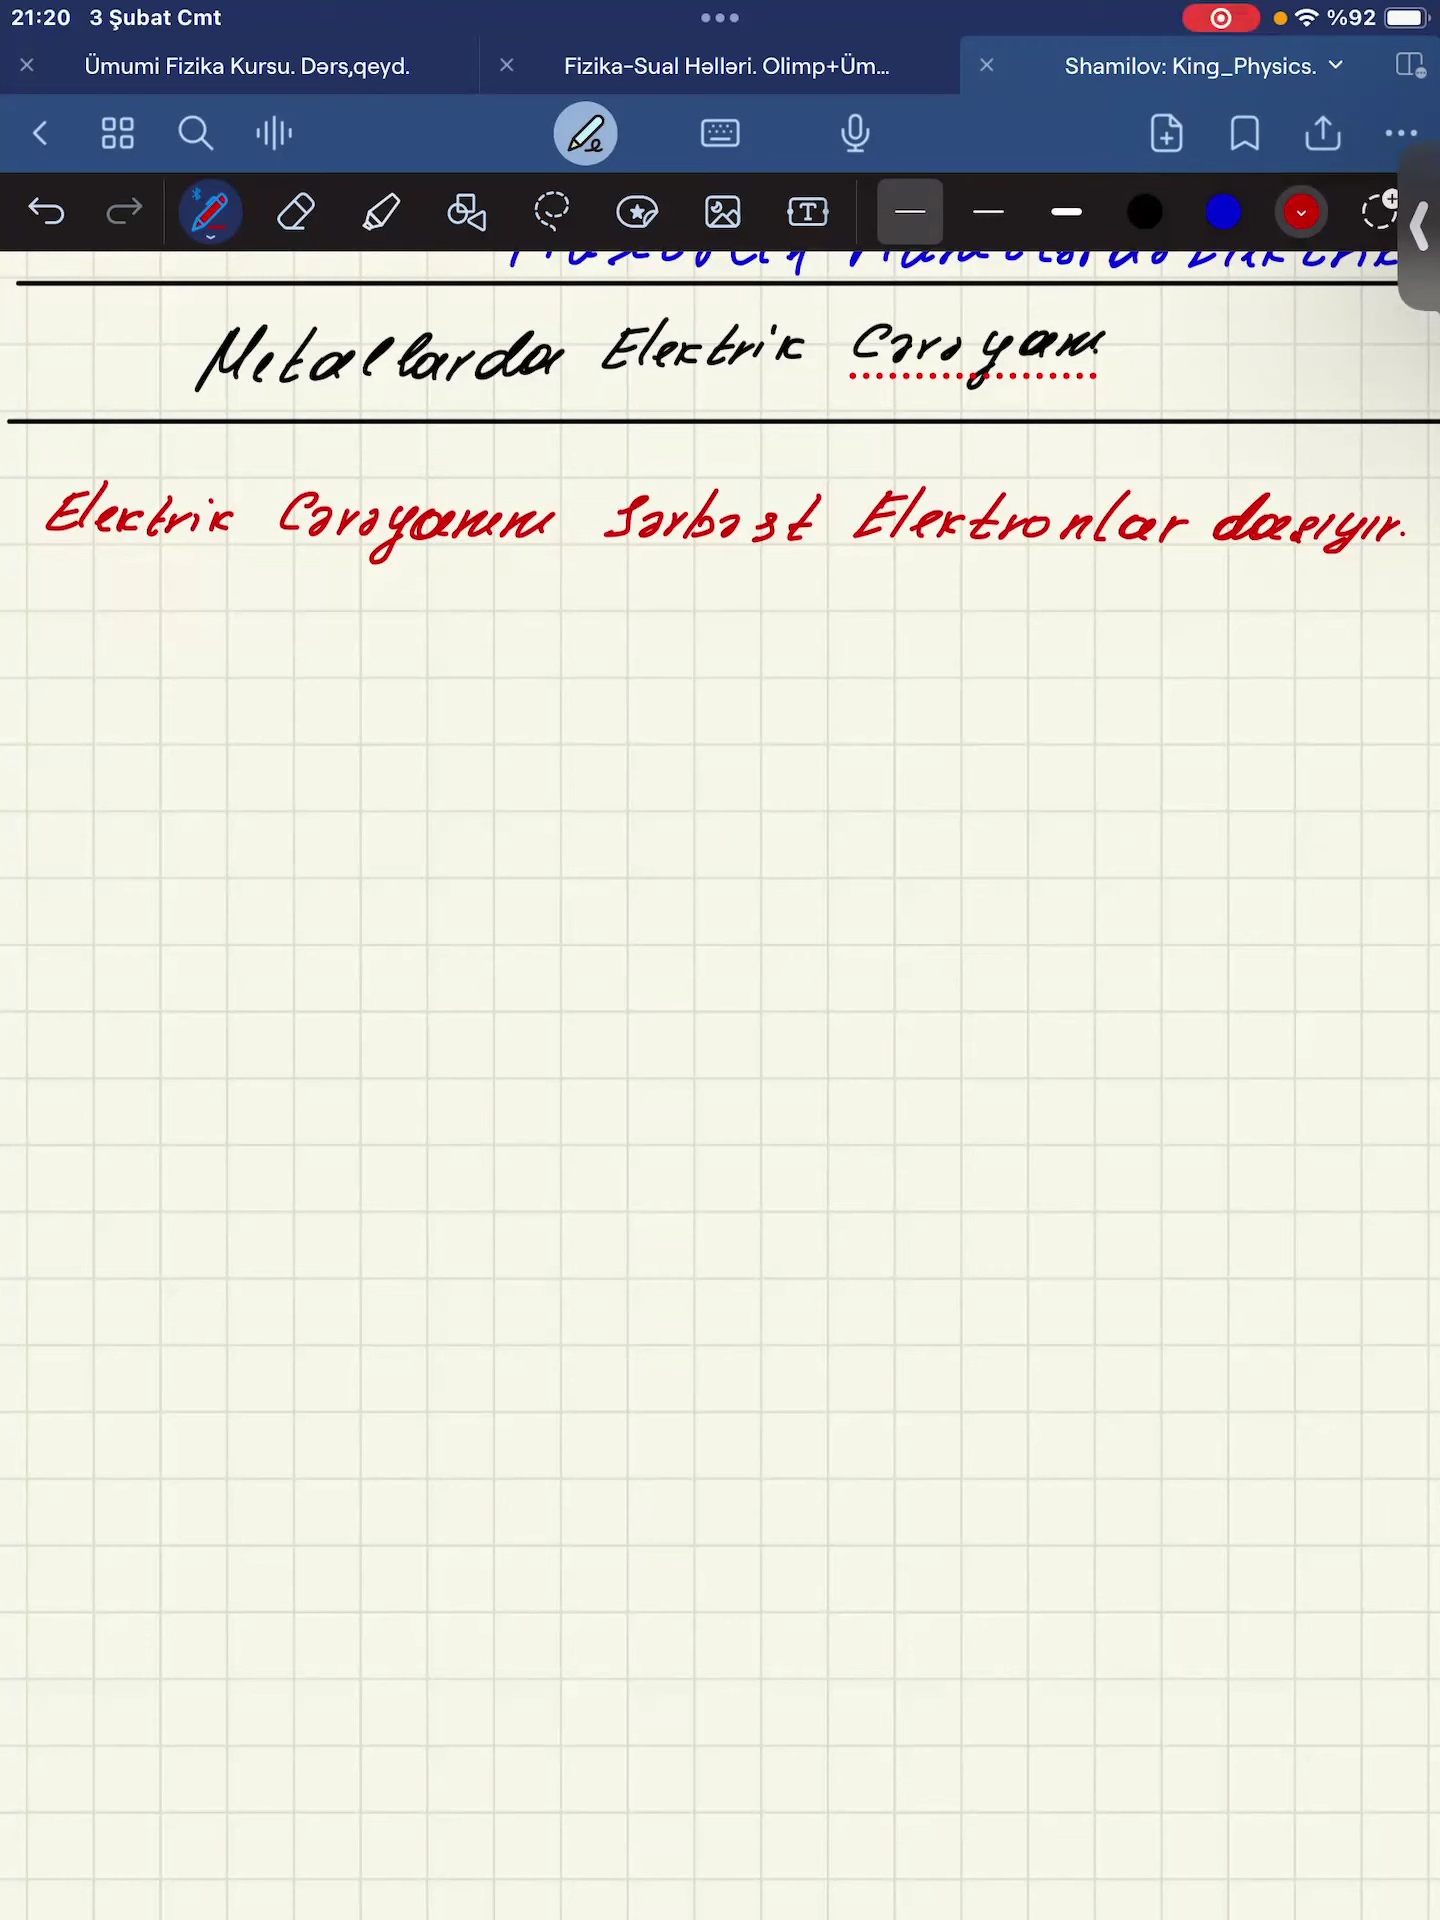 21:20 3 Şubat Cmt %92
Ümumi Fizika Kursu. Dərs,qeyd. Fizika-Sual Həlləri. Olimp+Üm... Shamilov: King_Physics.
Metallarda Elektrik Cərəyanı
Elektrik Cərəyanını Sərbəst Elektronlar daşıyır.